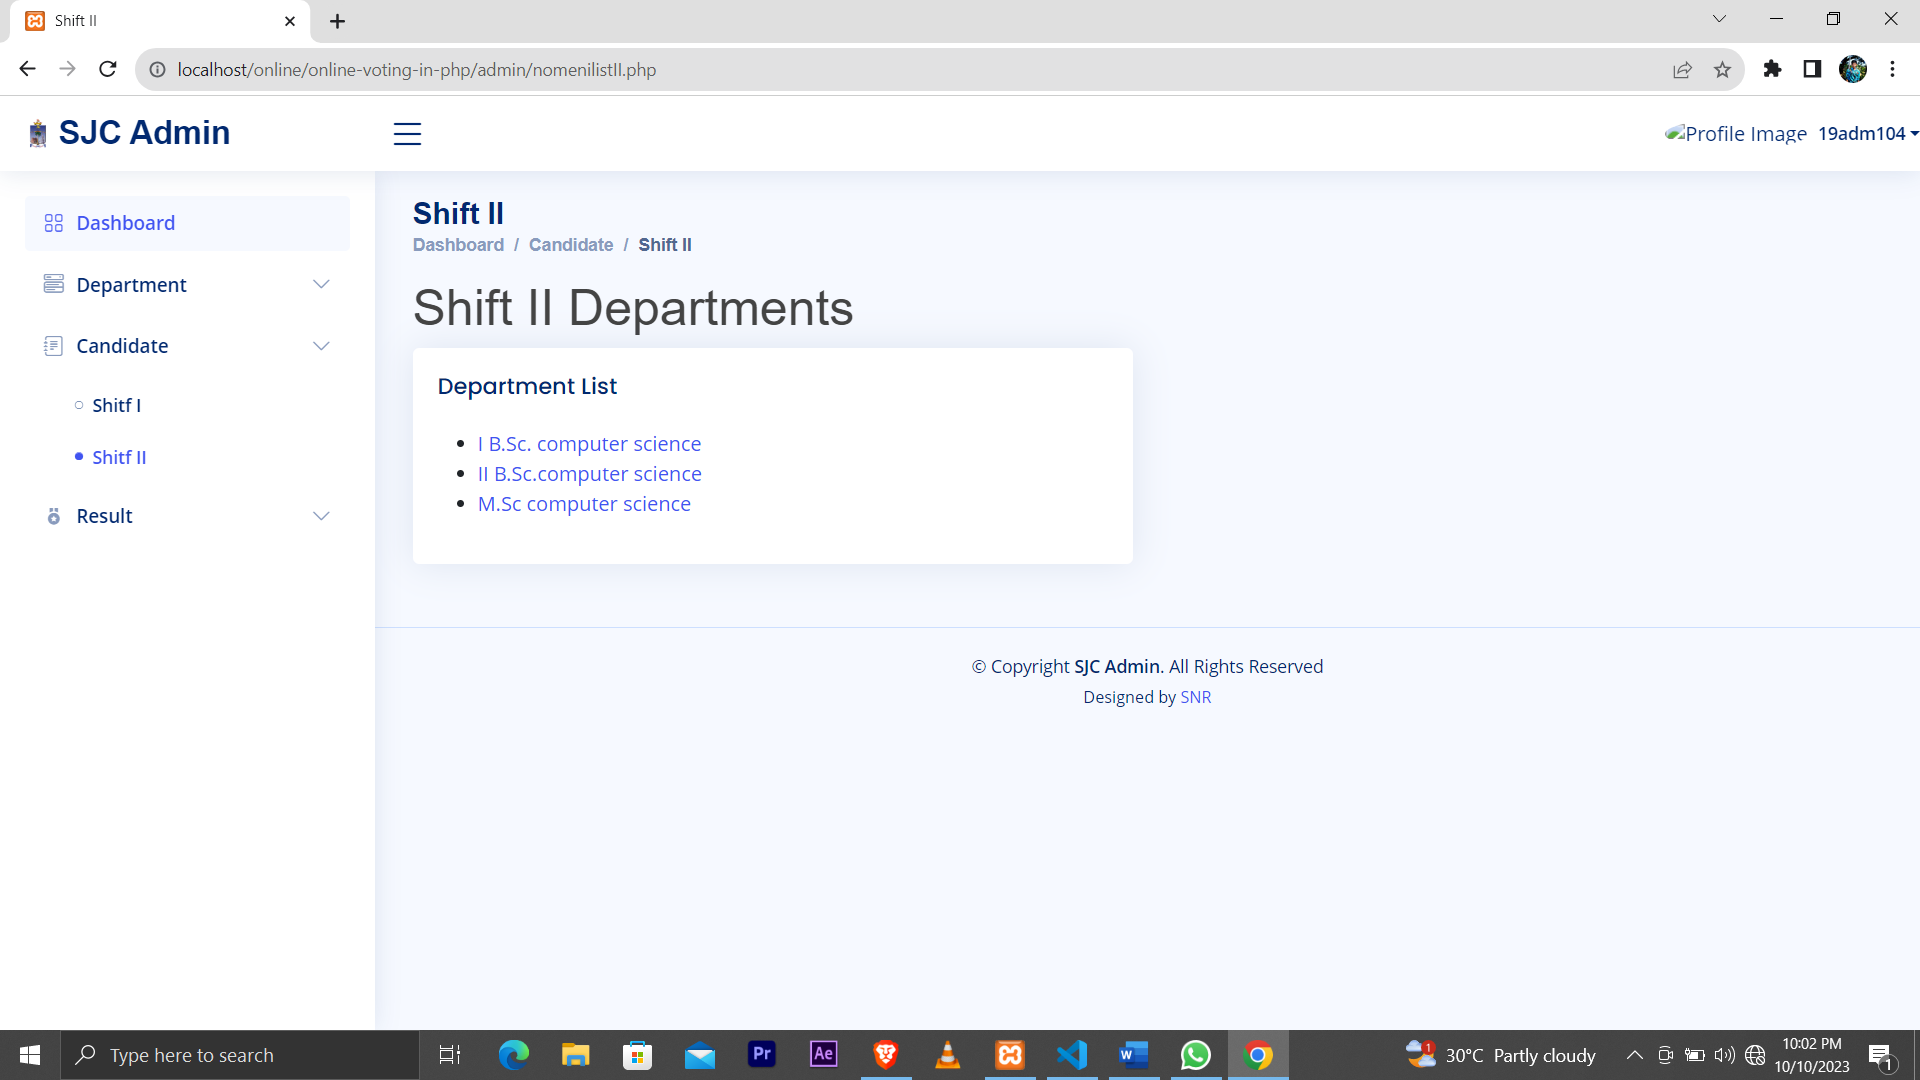 Shift II
localhost/online/online-voting-in-php/admin/nomenilistII.php
SJC Admin
Profile Image 19adm104
Dashboard
Department
Candidate
Shitf I
Shitf II
Result
Shift II
Dashboard / Candidate / Shift II
Shift II Departments
Department List
I B.Sc. computer science
II B.Sc.computer science
M.Sc computer science
© Copyright SJC Admin. All Rights Reserved
Designed by SNR
Type here to search
Pr
Ae
W
1
30°C Partly cloudy
10:02 PM
10/10/2023
1